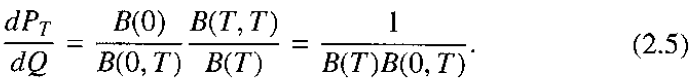 dP_T/dQ = B(0)/B(0, T) B(T, T)/B(T) = 1/B(T)B(0, T). (2.5)